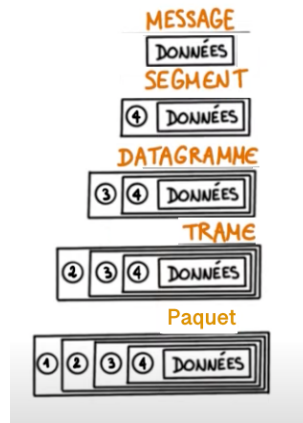 MESSAGE
DONNÉES
SEGMENT
4 DONNÉES
DATAGRAMME
3 4 DONNÉES
TRAME
2 3 4 DONNÉES
Paquet
1 2 3 4 DONNÉES